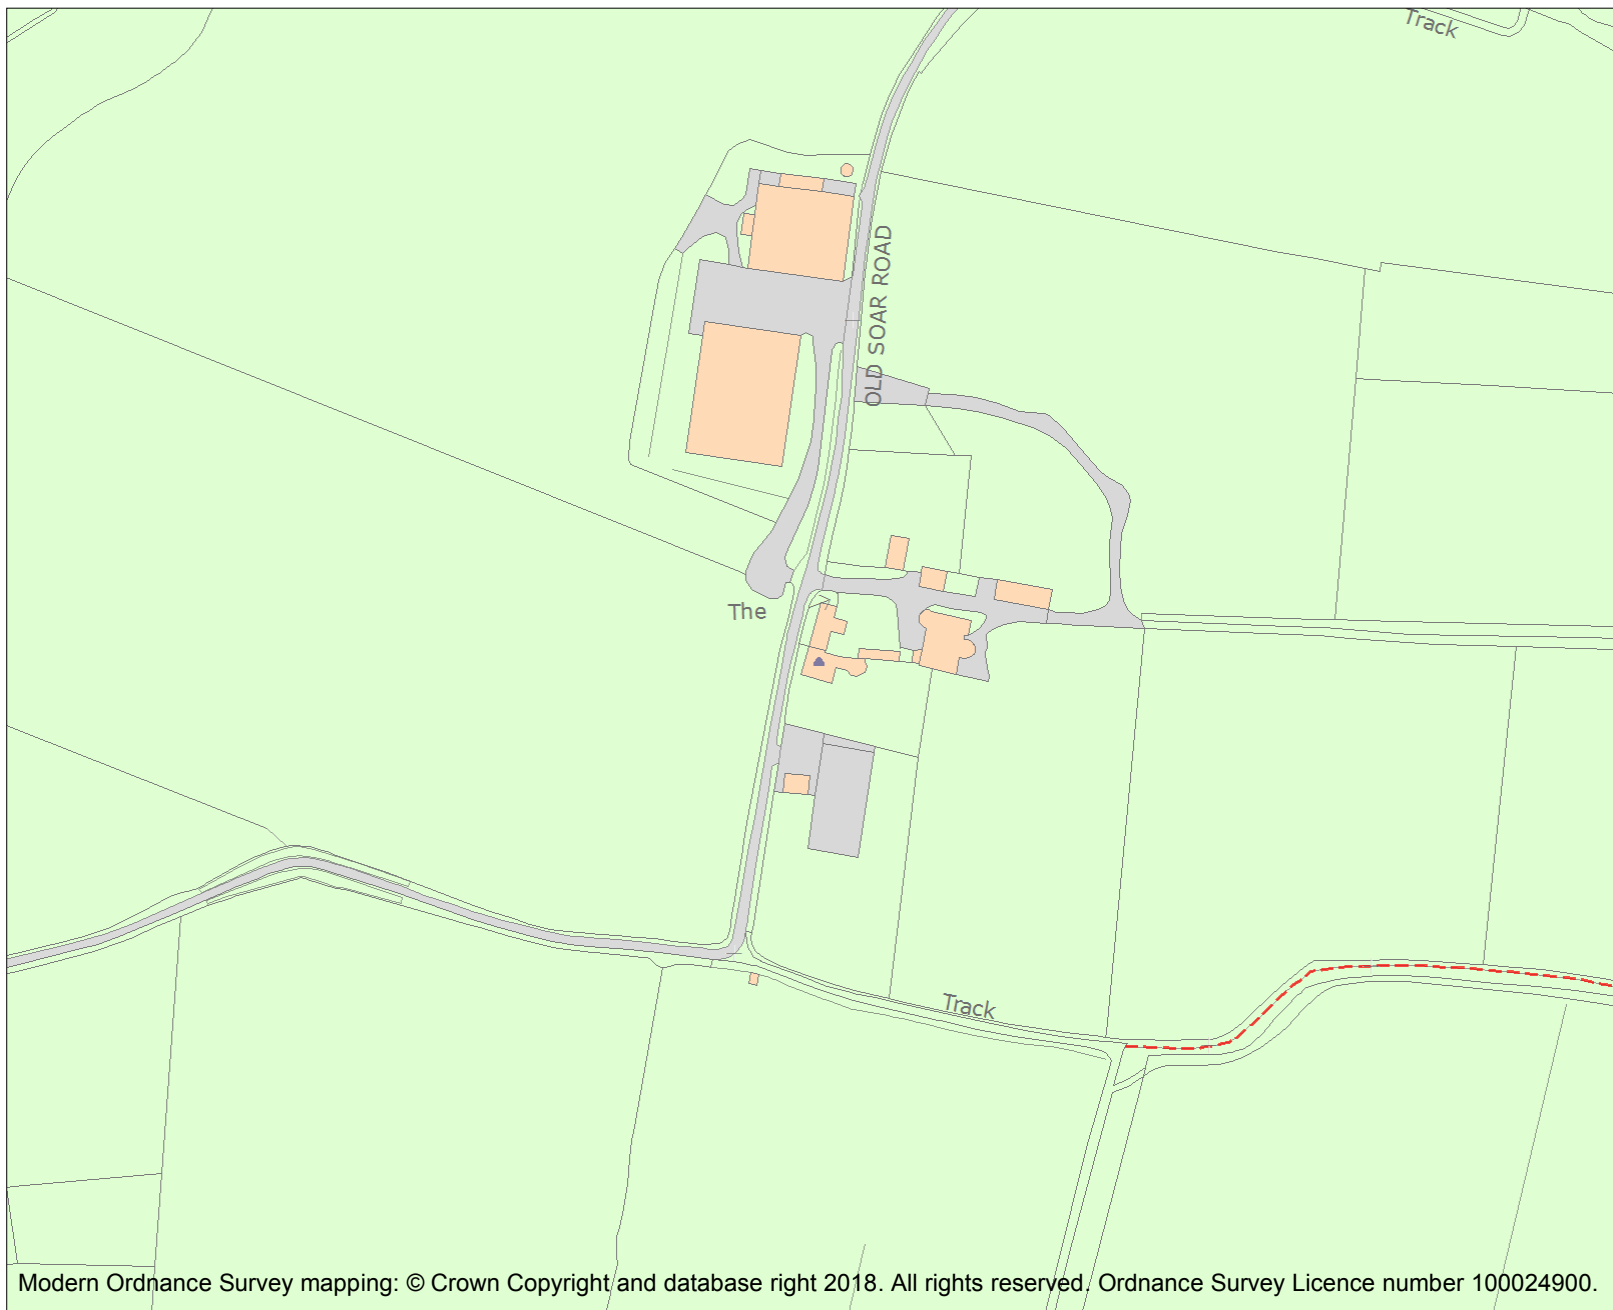 Track
OLD SOAR ROAD
The
Track
Modern Ordnance Survey mapping: © Crown Copyright and database right 2018. All rights reserved. Ordnance Survey Licence number 100024900.